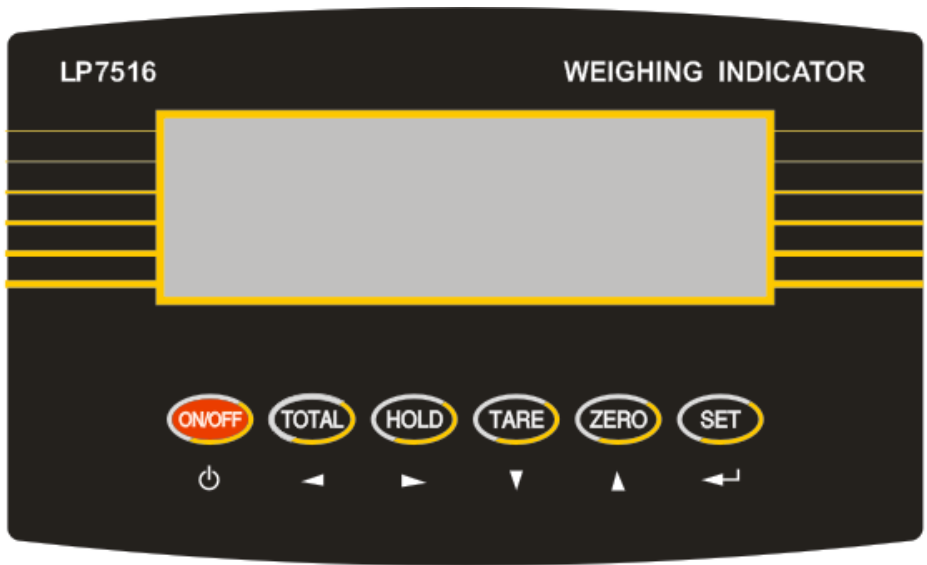 LP7516 WEIGHING INDICATOR
ON/OFF TOTAL HOLD TARE ZERO SET